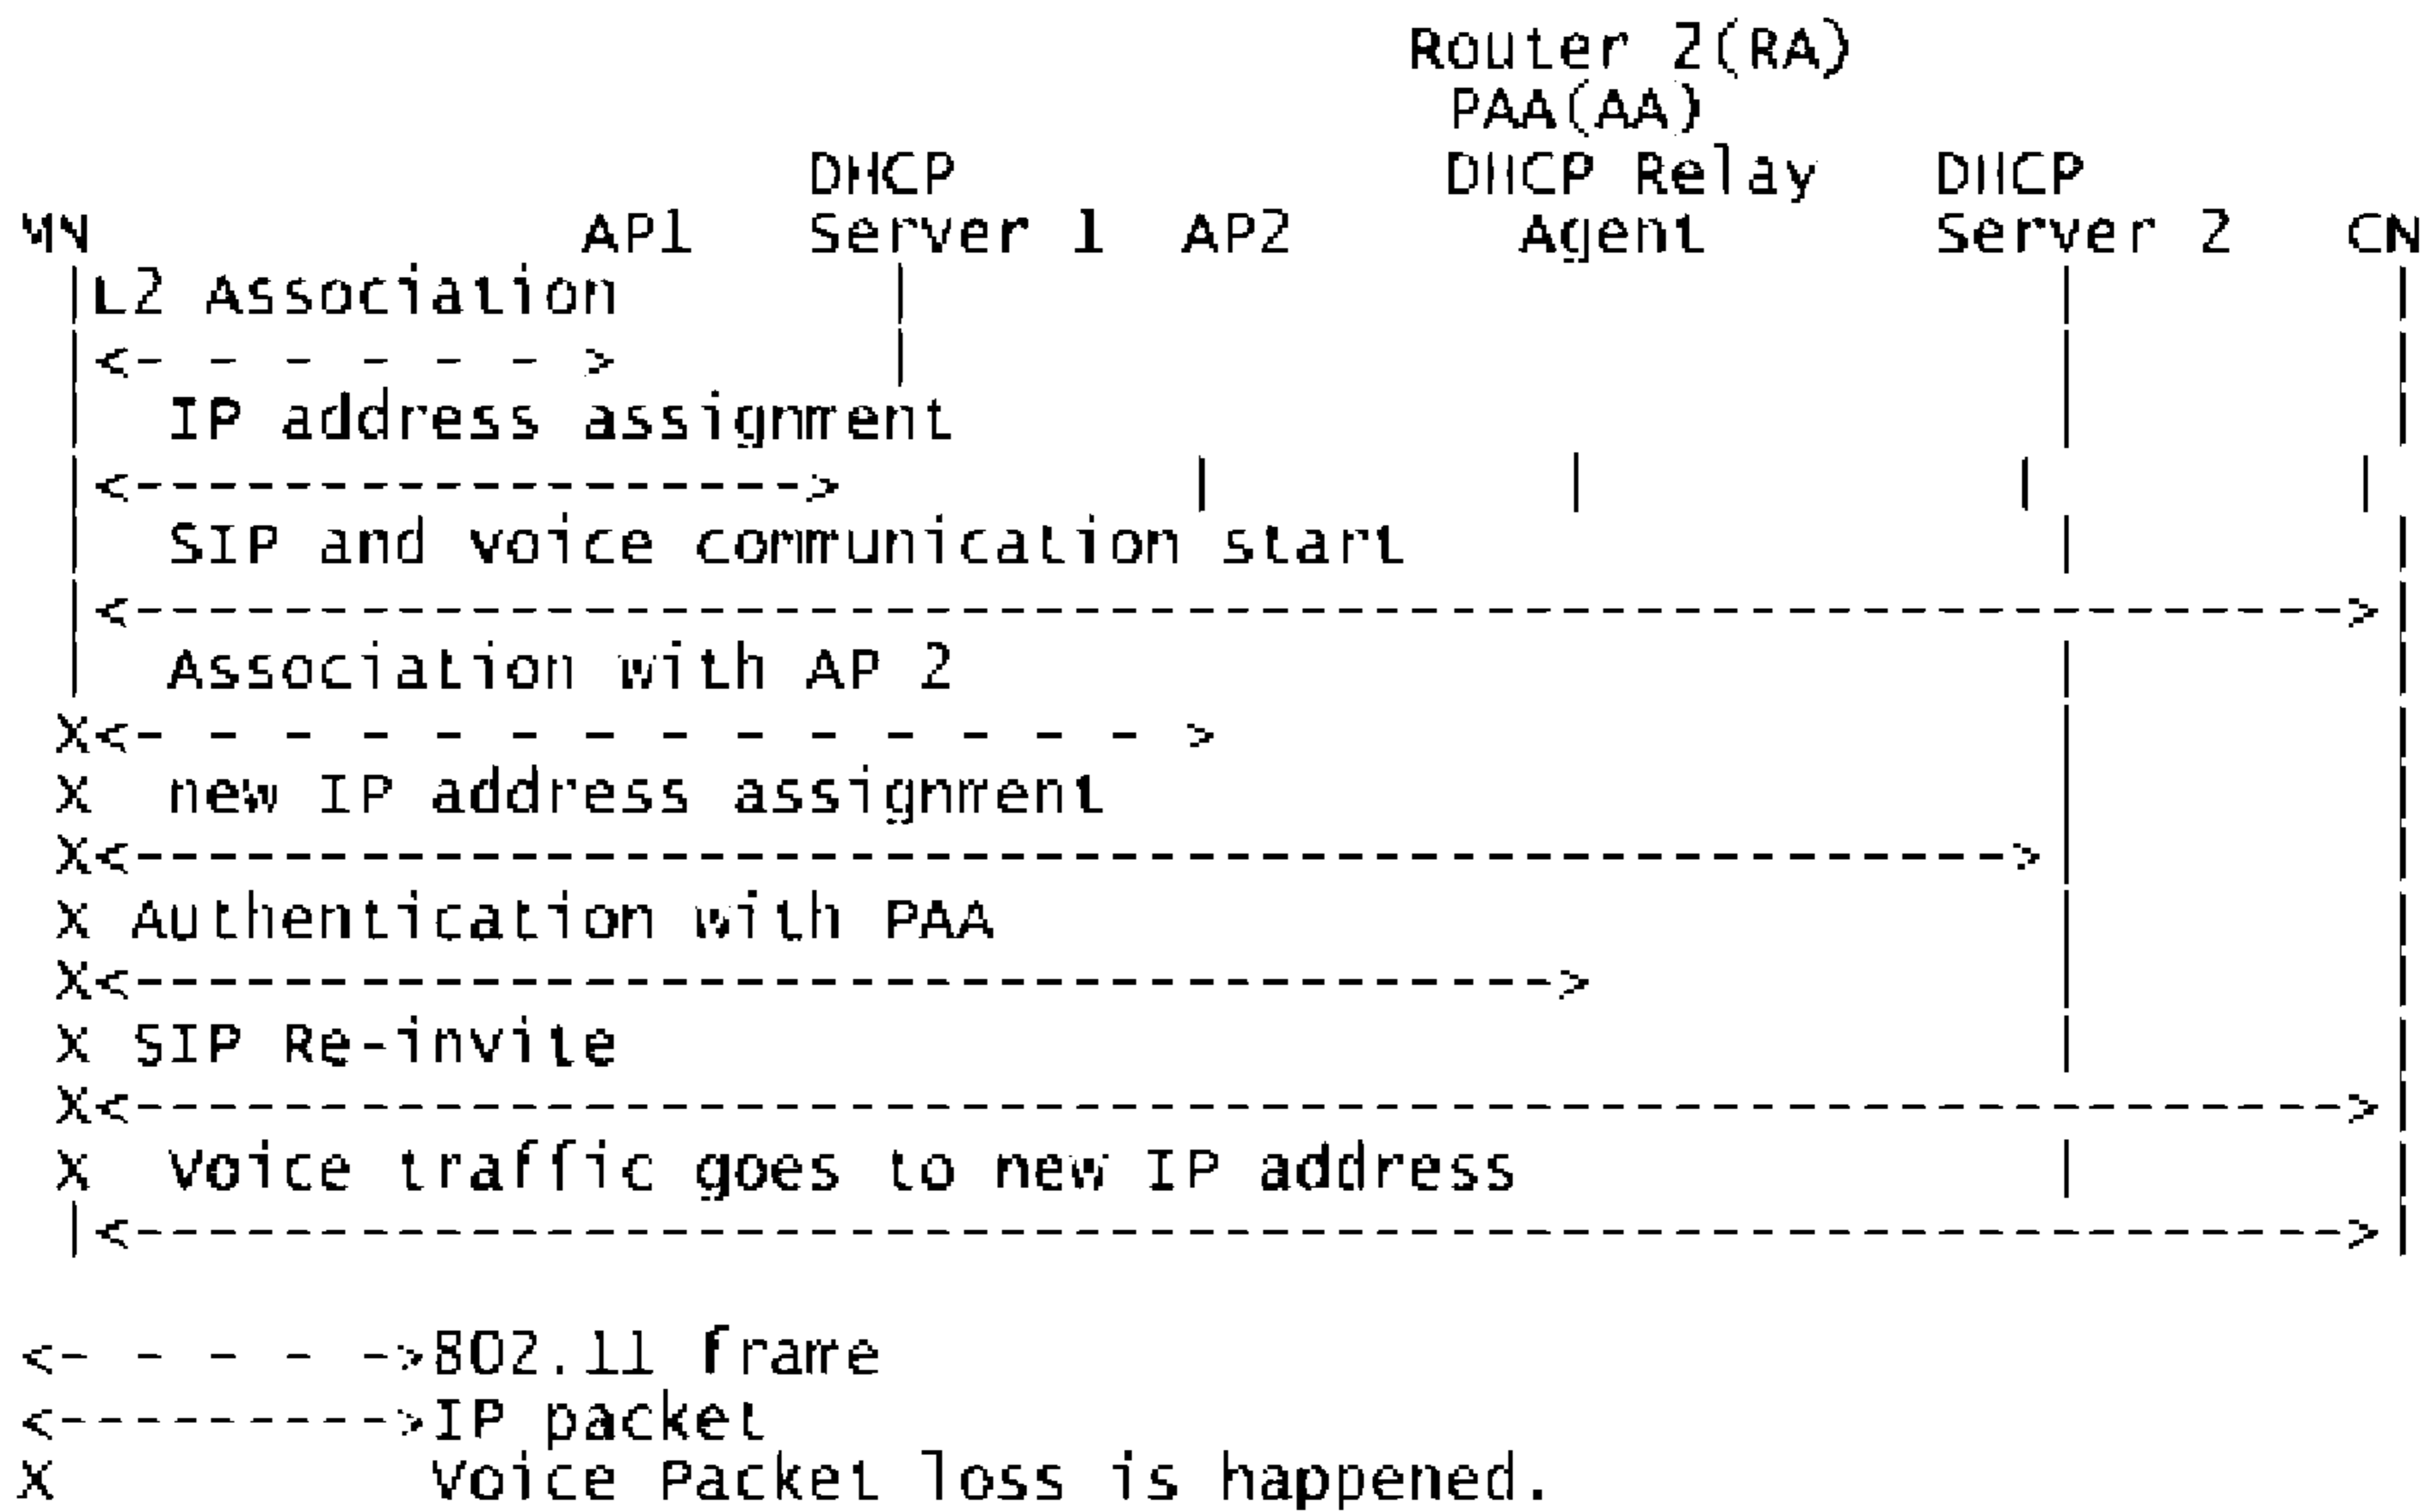 Router 2(RA)
PAA(AA)
DHCP DHCP Relay DHCP
MN AP1 Server 1 AP2 Agent Server 2 CN
L2 Association
IP address assignment
SIP and voice communication start
Association with AP 2
X<- - - - - - - - - - - - - - >
X new IP address assignment
X<-------------------------------------------------->
X Authentication with PAA
X<-------------------------------------->
X SIP Re-invite
X<------------------------------------------------------------>
X Voice traffic goes to new IP address
<- - - - ->802.11 frame
<--------->IP packet
X Voice Packet loss is happened.